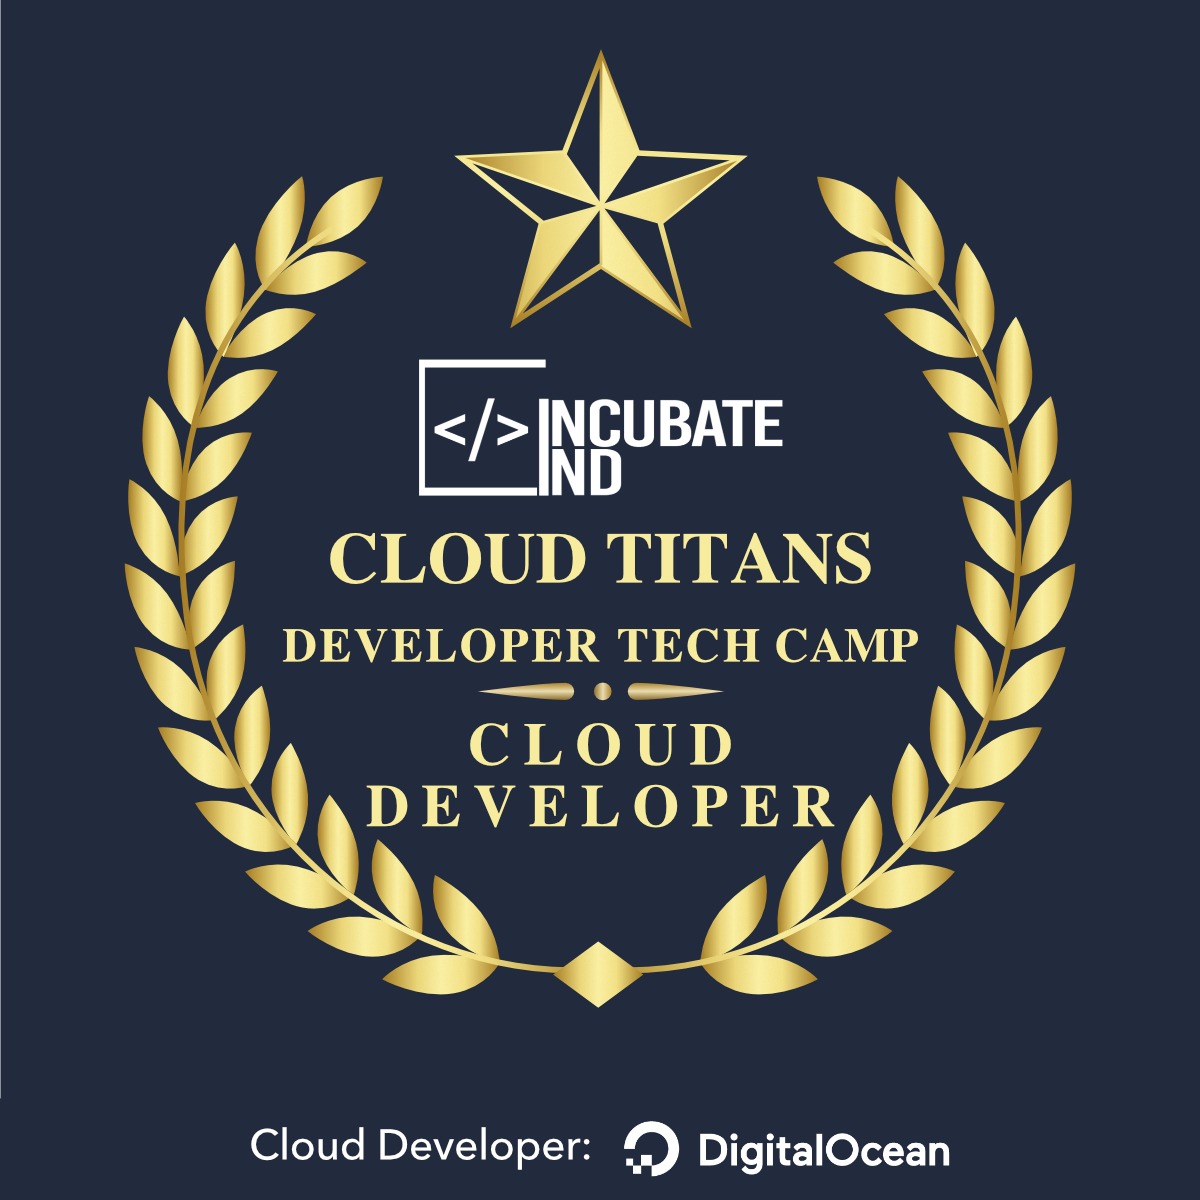 </>
INCUBATE
IND
CLOUD TITANS
DEVELOPER TECH CAMP
CLOUD
DEVELOPER
Cloud Developer: DigitalOcean